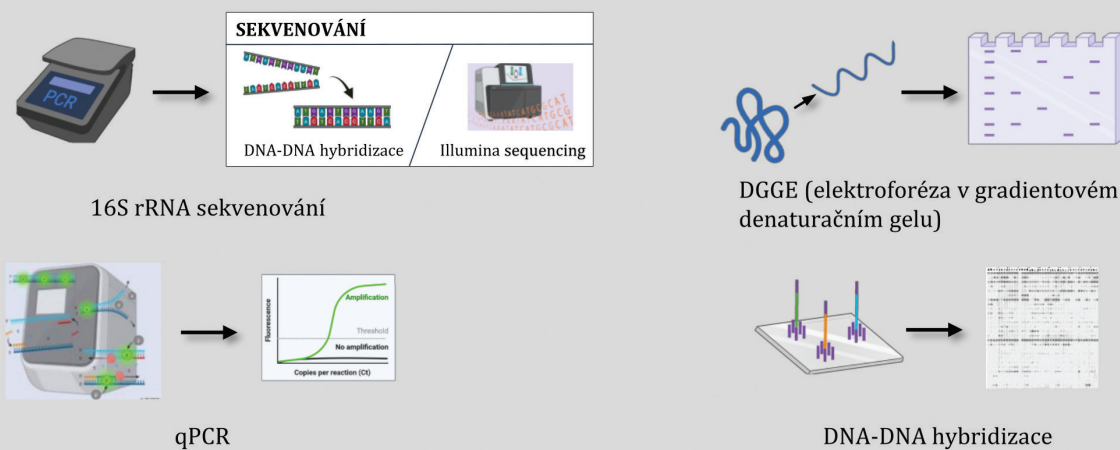 PCR
SEKVENOVÁNÍ
DNA-DNA hybridizace
Illumina sequencing
16S rRNA sekvenování
DGGE (elektroforéza v gradientovém
denaturačním gelu)
Fluorescence
Amplification
Threshold
No amplification
Copies per reaction (Ct)
qPCR
DNA-DNA hybridizace